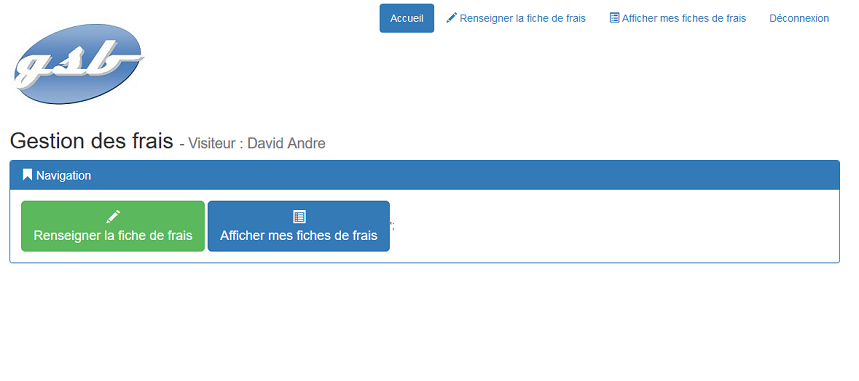 Accueil Renseigner la fiche de frais Afficher mes fiches de frais Déconnexion
gsb
Gestion des frais - Visiteur : David Andre
Navigation
Renseigner la fiche de frais Afficher mes fiches de frais ";